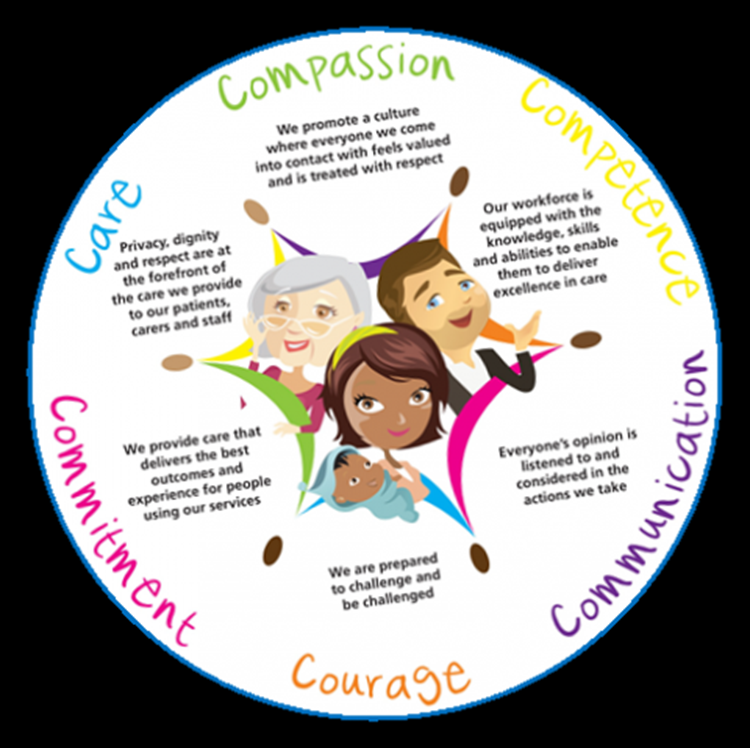 Compassion
We promote a culture
where everyone we come
into contact with feels valued
and is treated with respect
Competence
Our workforce is
equipped with the
knowledge, skills
and abilities to enable
them to deliver
excellence in care
Communication
Everyone's opinion is
listened to and
considered in the
actions we take
Courage
We are prepared
to challenge and
be challenged
Commitment
We provide care that
delivers the best
outcomes and
experience for people
using our services
Care
Privacy, dignity
and respect are at
the forefront of
the care we provide
to our patients,
carers and staff